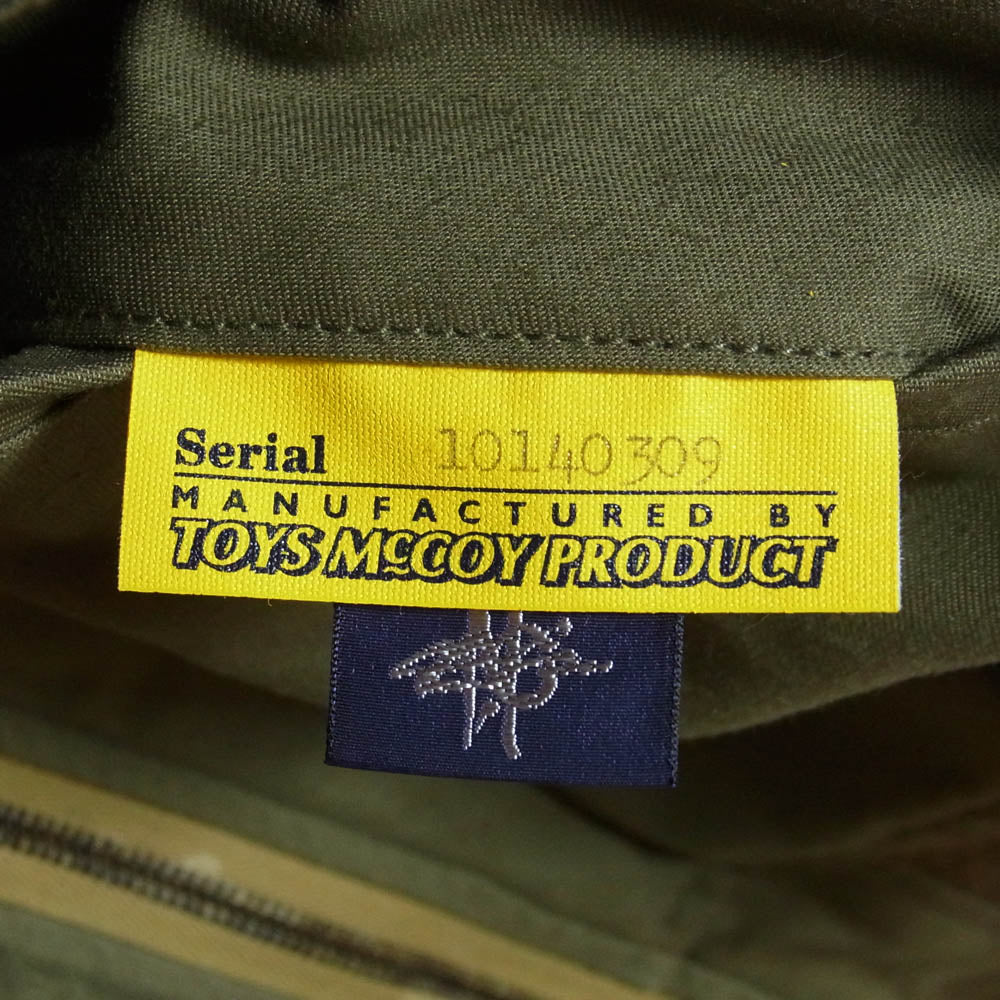 Serial 10140309
MANUFACTURED BY
TOYS McCOY PRODUCT